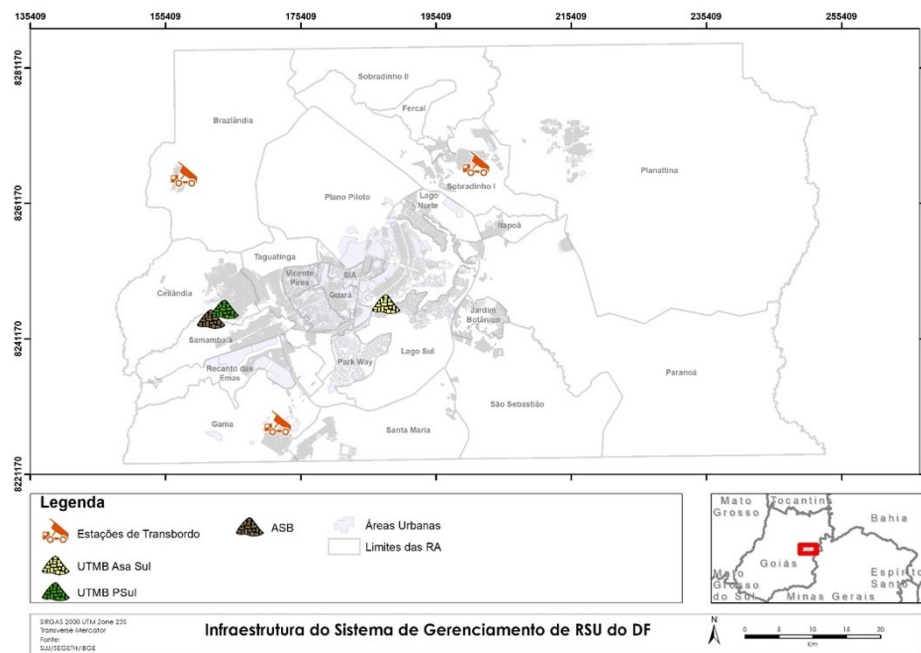 135409 155409 175409 195409 215409 235409 255409
8281170
8261170
8241170
8221170
Sobradinho II
Fercal
Brazlândia
Planaltina
Sobradinho I
Plano Piloto
Lago
Norte
Itapoã
Taguatinga
Vicente
Pires
SIA
Guará
Ceilândia
Samambaia
Jardim
Botânico
Recanto das
Emas
Park Way
Lago Sul
Paranoá
São Sebastião
Gama
Santa Maria
Legenda
Estações de Transbordo
UTMB Asa Sul
UTMB PSul
ASB
Áreas Urbanas
Limites das RA
Mato
Grosso
Tocantins
Bahia
Goiás
Mato
Grosso
do Sul
Minas Gerais
Espírito
Santo
SIRGAS 2000 UTM Zone 23S
Transverse Mercator
Fonte:
SLU/SEGETH/IBGE
Infraestrutura do Sistema de Gerenciamento de RSU do DF
N
0 5 10 15 20
Km